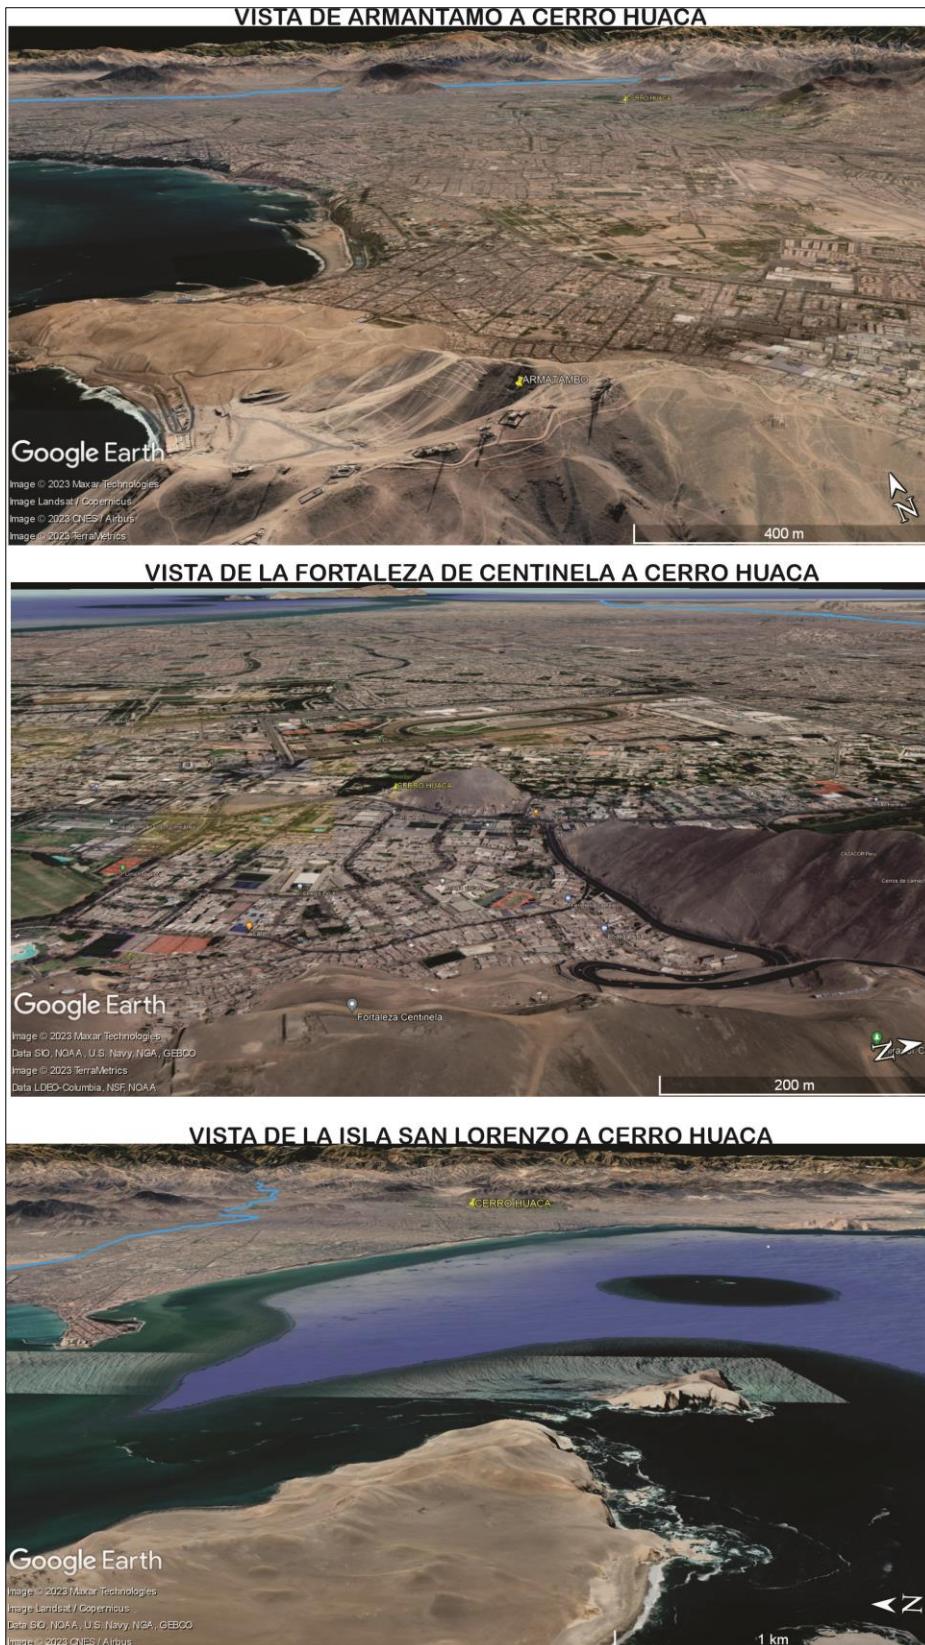 VISTA DE ARMANTAMO A CERRO HUACA
CERRO HUACA
ARMATAMBO
Google Earth
Image © 2023 Maxar Technologies
Image Landsat / Copernicus
Image © 2023 CNES / Airbus
Image © 2023 TerraMetrics
N
400 m
VISTA DE LA FORTALEZA DE CENTINELA A CERRO HUACA
CERRO HUACA
CASACOR Peru
Fortaleza Centinela
Google Earth
Image © 2023 Maxar Technologies
Data SIO, NOAA, U.S. Navy, NGA, GEBCO
Image © 2023 TerraMetrics
Data LDEO-Columbia, NSF, NOAA
N
200 m
VISTA DE LA ISLA SAN LORENZO A CERRO HUACA
CERRO HUACA
Google Earth
Image © 2023 Maxar Technologies
Image Landsat / Copernicus
Data SIO, NOAA, U.S. Navy, NGA, GEBCO
Image © 2023 CNES / Airbus
N
1 km